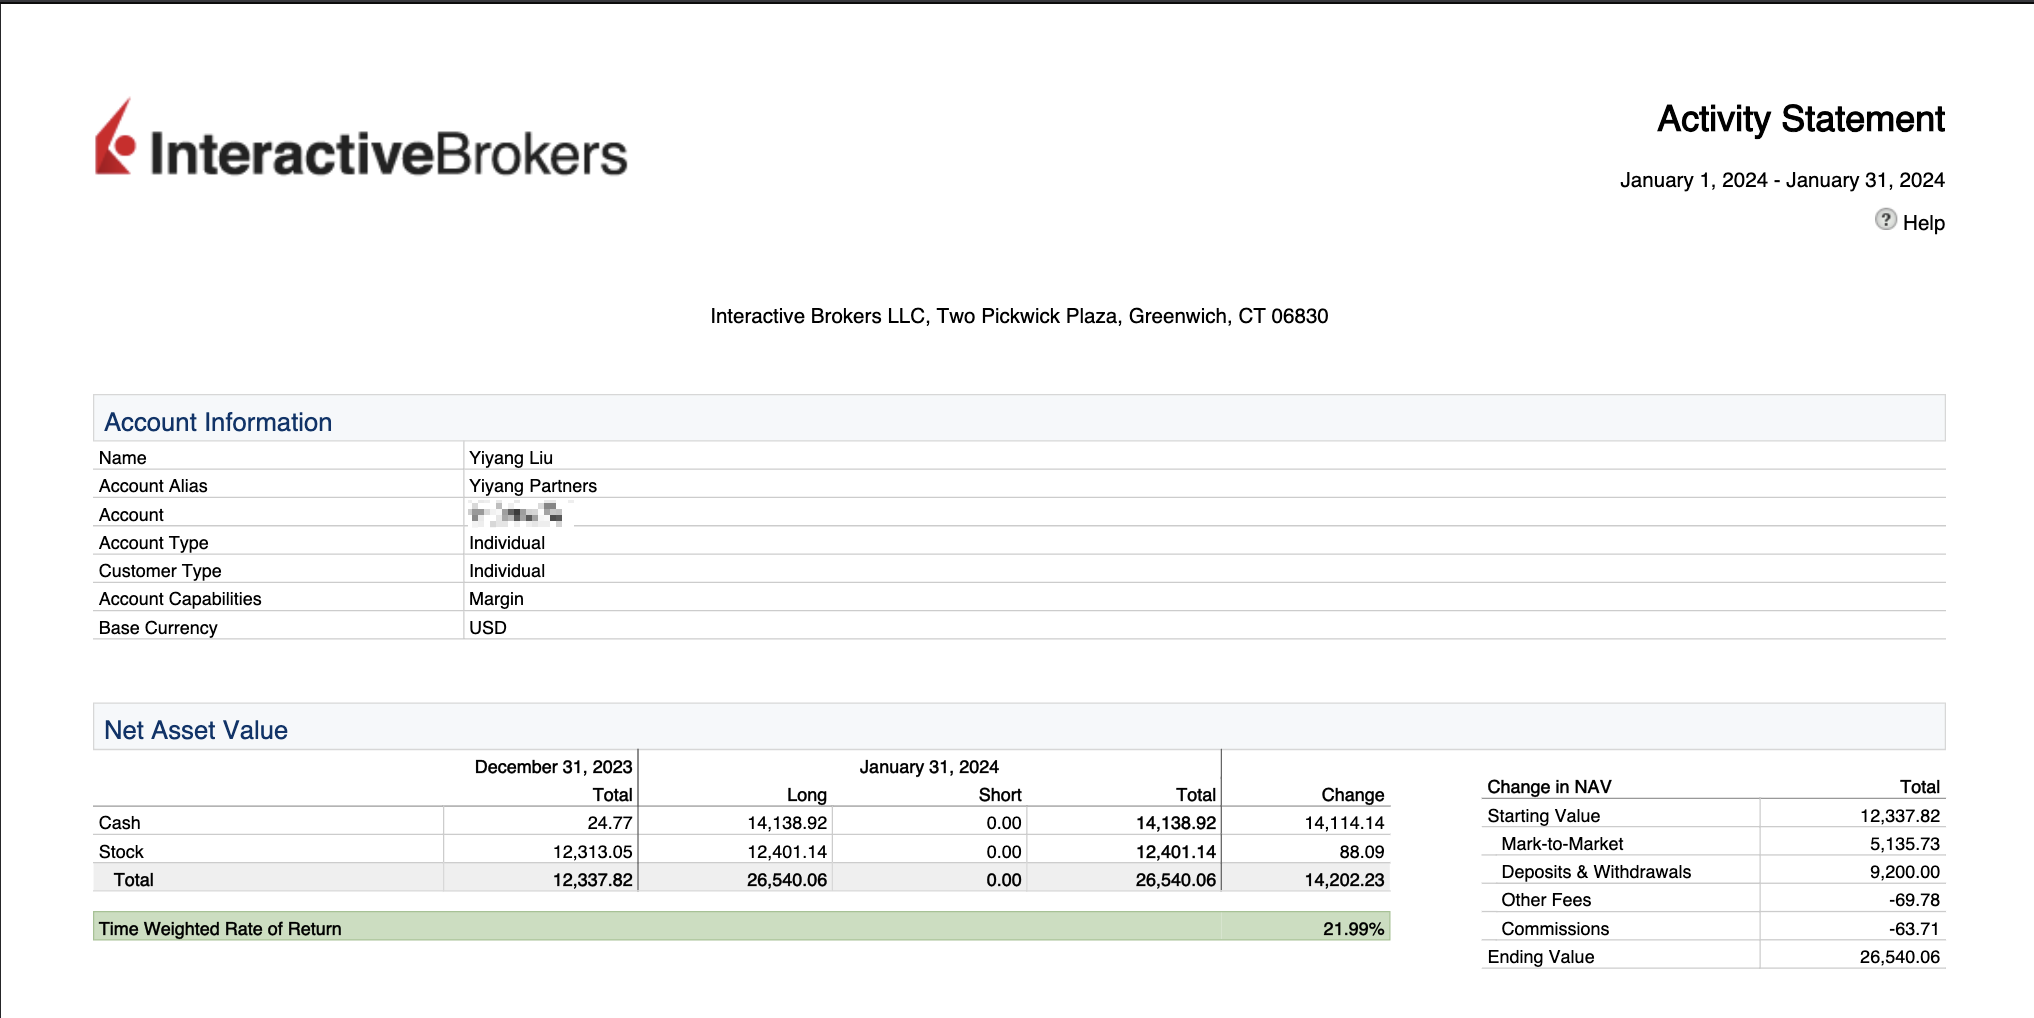 InteractiveBrokers
Activity Statement
January 1, 2024 - January 31, 2024
? Help
Interactive Brokers LLC, Two Pickwick Plaza, Greenwich, CT 06830
Account Information
Name Yiyang Liu
Account Alias Yiyang Partners
Account
Account Type Individual
Customer Type Individual
Account Capabilities Margin
Base Currency USD
Net Asset Value
December 31, 2023 January 31, 2024
Total Long Short Total Change
Cash 24.77 14,138.92 0.00 14,138.92 14,114.14
Stock 12,313.05 12,401.14 0.00 12,401.14 88.09
Total 12,337.82 26,540.06 0.00 26,540.06 14,202.23
Time Weighted Rate of Return 21.99%
Change in NAV Total
Starting Value 12,337.82
Mark-to-Market 5,135.73
Deposits & Withdrawals 9,200.00
Other Fees -69.78
Commissions -63.71
Ending Value 26,540.06